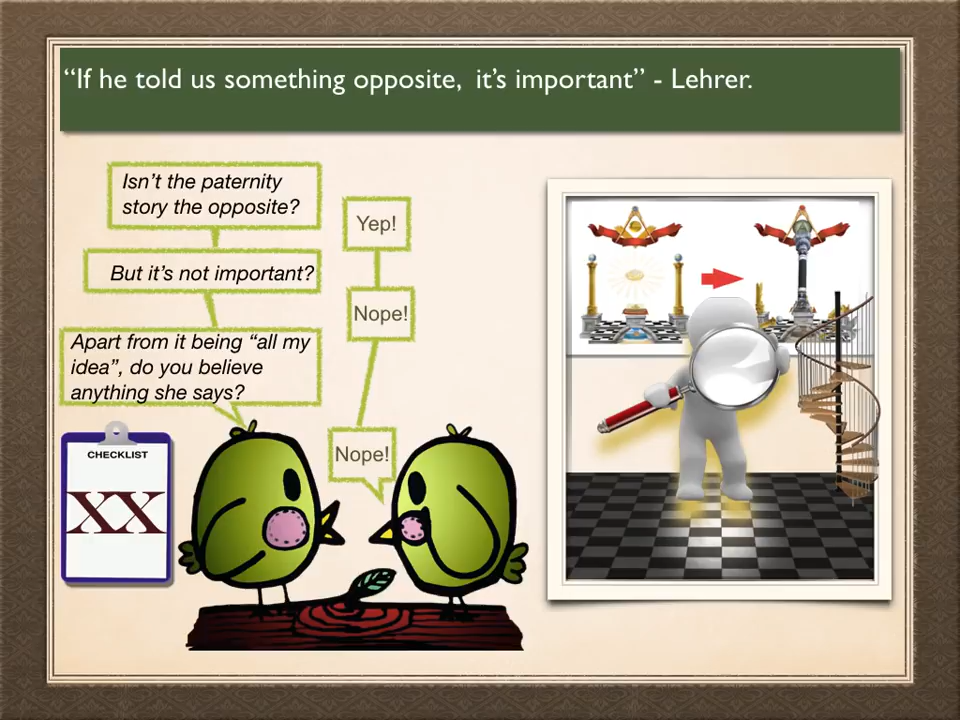 “If he told us something opposite,  it’s important” - Lehrer.
Isn’t the paternity
story the opposite?
Yep!
But it’s not important?
Nope!
Apart from it being “all my
idea”, do you believe
anything she says?
Nope!
CHECKLIST
XX